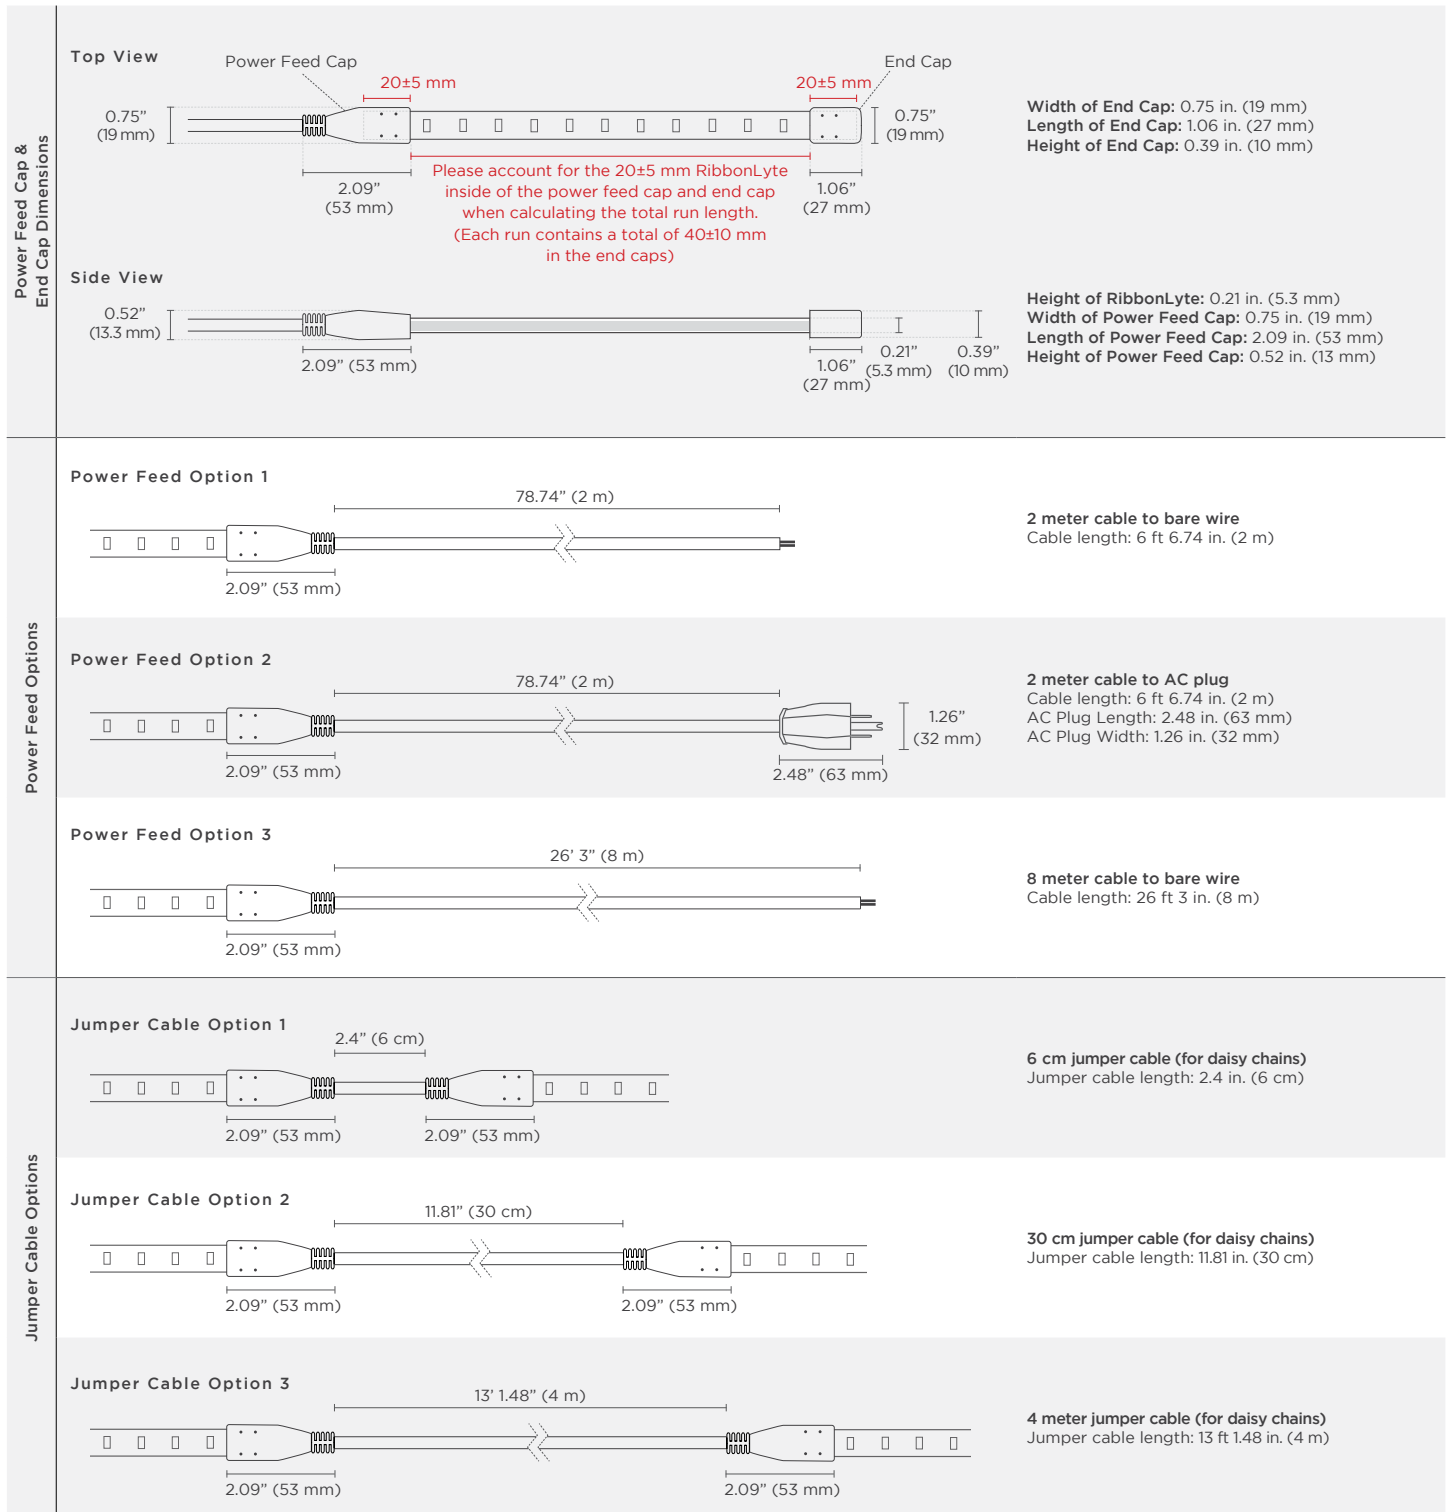 Power Feed Cap &
End Cap Dimensions
Top View
Power Feed Cap
End Cap
20±5 mm
20±5 mm
0.75”
(19 mm)
0.75”
(19 mm)
2.09”
(53 mm)
Please account for the 20±5 mm RibbonLyte
inside of the power feed cap and end cap
when calculating the total run length.
(Each run contains a total of 40±10 mm
in the end caps)
1.06”
(27 mm)
Width of End Cap: 0.75 in. (19 mm)
Length of End Cap: 1.06 in. (27 mm)
Height of End Cap: 0.39 in. (10 mm)
Side View
0.52”
(13.3 mm)
2.09” (53 mm)
1.06”
(27 mm)
0.21”
(5.3 mm)
0.39”
(10 mm)
Height of RibbonLyte: 0.21 in. (5.3 mm)
Width of Power Feed Cap: 0.75 in. (19 mm)
Length of Power Feed Cap: 2.09 in. (53 mm)
Height of Power Feed Cap: 0.52 in. (13 mm)
Power Feed Options
Power Feed Option 1
78.74” (2 m)
2.09” (53 mm)
2 meter cable to bare wire
Cable length: 6 ft 6.74 in. (2 m)
Power Feed Option 2
78.74” (2 m)
2.09” (53 mm)
1.26”
(32 mm)
2.48” (63 mm)
2 meter cable to AC plug
Cable length: 6 ft 6.74 in. (2 m)
AC Plug Length: 2.48 in. (63 mm)
AC Plug Width: 1.26 in. (32 mm)
Power Feed Option 3
26’ 3” (8 m)
2.09” (53 mm)
8 meter cable to bare wire
Cable length: 26 ft 3 in. (8 m)
Jumper Cable Options
Jumper Cable Option 1
2.4” (6 cm)
2.09” (53 mm)
2.09” (53 mm)
6 cm jumper cable (for daisy chains)
Jumper cable length: 2.4 in. (6 cm)
Jumper Cable Option 2
11.81” (30 cm)
2.09” (53 mm)
2.09” (53 mm)
30 cm jumper cable (for daisy chains)
Jumper cable length: 11.81 in. (30 cm)
Jumper Cable Option 3
13’ 1.48” (4 m)
2.09” (53 mm)
2.09” (53 mm)
4 meter jumper cable (for daisy chains)
Jumper cable length: 13 ft 1.48 in. (4 m)